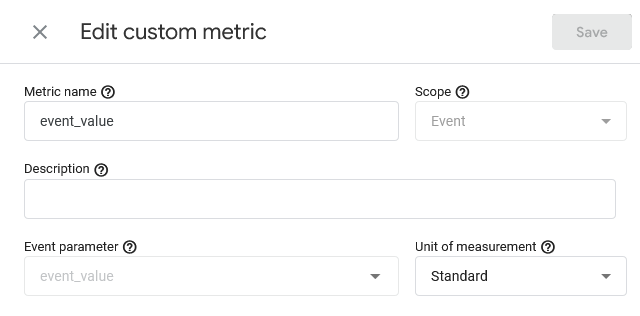 Edit custom metric
Save
Metric name
Scope
event_value
Event
Description
Event parameter
Unit of measurement
event_value
Standard